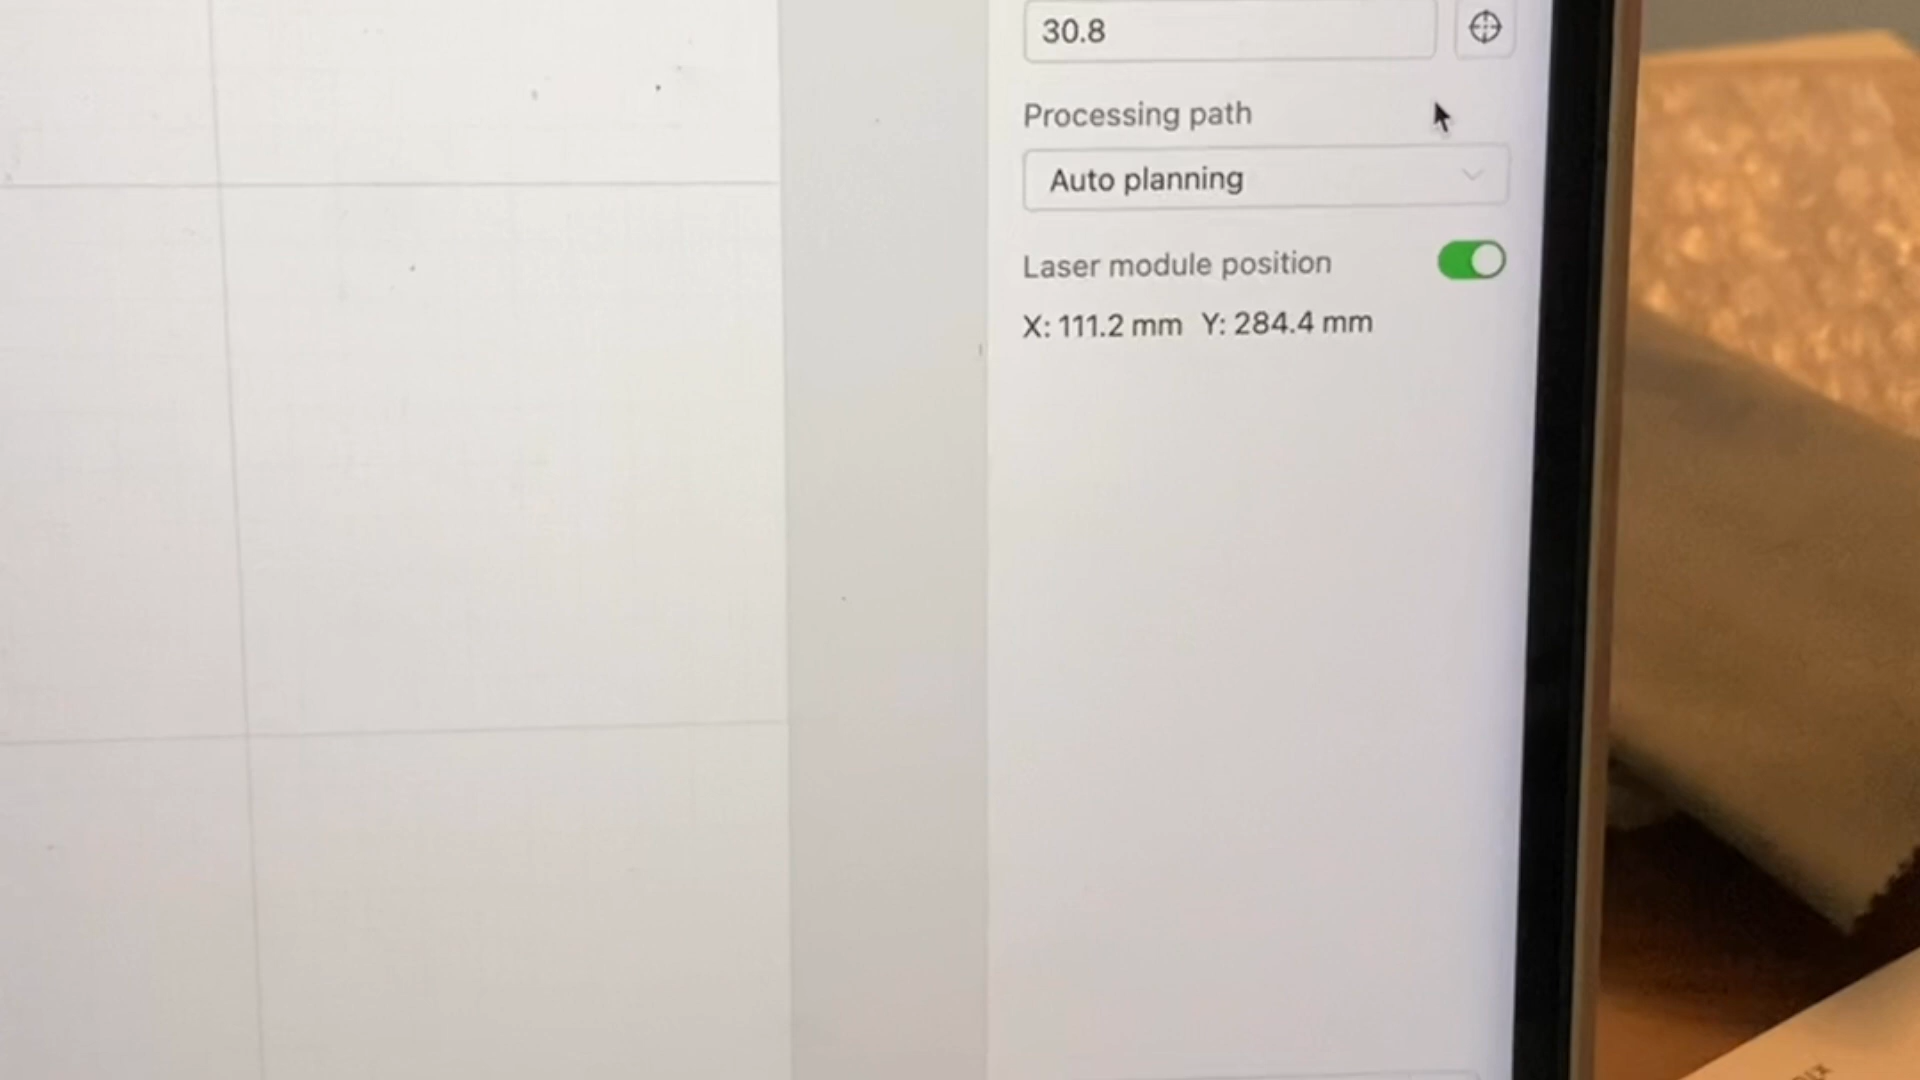 30.8
Processing path
Auto planning
Laser module position
X: 111.2 mm Y: 284.4 mm